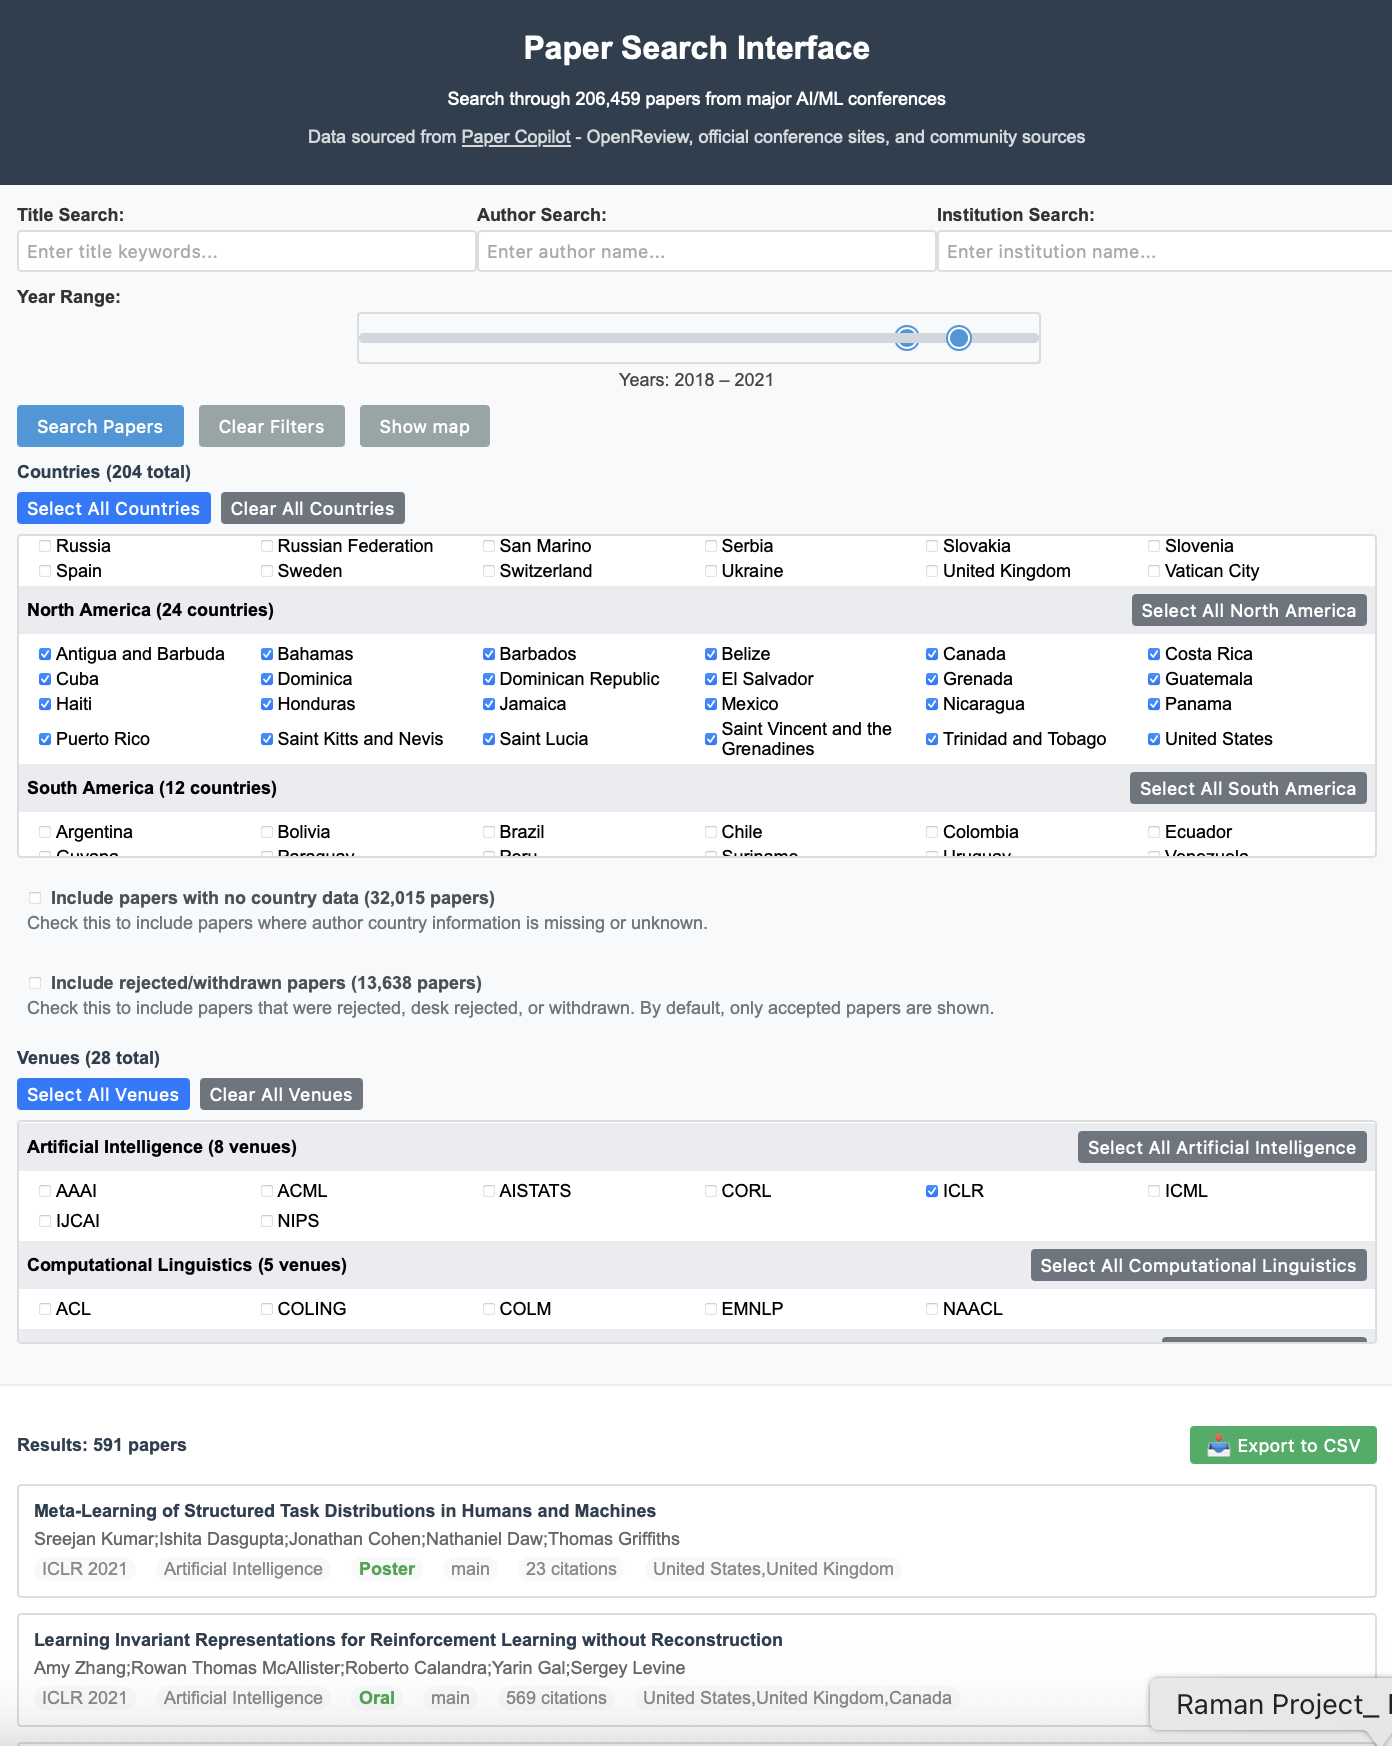 Paper Search Interface
Search through 206,459 papers from major AI/ML conferences
Data sourced from Paper Copilot - OpenReview, official conference sites, and community sources
Title Search: Author Search: Institution Search:
Enter title keywords... Enter author name... Enter institution name...
Year Range:
Years: 2018 – 2021
Search Papers Clear Filters Show map
Countries (204 total)
Select All Countries Clear All Countries
Russia Russian Federation San Marino Serbia Slovakia Slovenia
Spain Sweden Switzerland Ukraine United Kingdom Vatican City
North America (24 countries) Select All North America
Antigua and Barbuda Bahamas Barbados Belize Canada Costa Rica
Cuba Dominica Dominican Republic El Salvador Grenada Guatemala
Haiti Honduras Jamaica Mexico Nicaragua Panama
Puerto Rico Saint Kitts and Nevis Saint Lucia Saint Vincent and the Grenadines Trinidad and Tobago United States
South America (12 countries) Select All South America
Argentina Bolivia Brazil Chile Colombia Ecuador
Guyana Paraguay Peru Suriname Uruguay Venezuela
Include papers with no country data (32,015 papers)
Check this to include papers where author country information is missing or unknown.
Include rejected/withdrawn papers (13,638 papers)
Check this to include papers that were rejected, desk rejected, or withdrawn. By default, only accepted papers are shown.
Venues (28 total)
Select All Venues Clear All Venues
Artificial Intelligence (8 venues) Select All Artificial Intelligence
AAAI ACML AISTATS CORL ICLR ICML
IJCAI NIPS
Computational Linguistics (5 venues) Select All Computational Linguistics
ACL COLING COLM EMNLP NAACL
Results: 591 papers Export to CSV
Meta-Learning of Structured Task Distributions in Humans and Machines
Sreejan Kumar;Ishita Dasgupta;Jonathan Cohen;Nathaniel Daw;Thomas Griffiths
ICLR 2021 Artificial Intelligence Poster main 23 citations United States,United Kingdom
Learning Invariant Representations for Reinforcement Learning without Reconstruction
Amy Zhang;Rowan Thomas McAllister;Roberto Calandra;Yarin Gal;Sergey Levine
ICLR 2021 Artificial Intelligence Oral main 569 citations United States,United Kingdom,Canada
Raman Project_